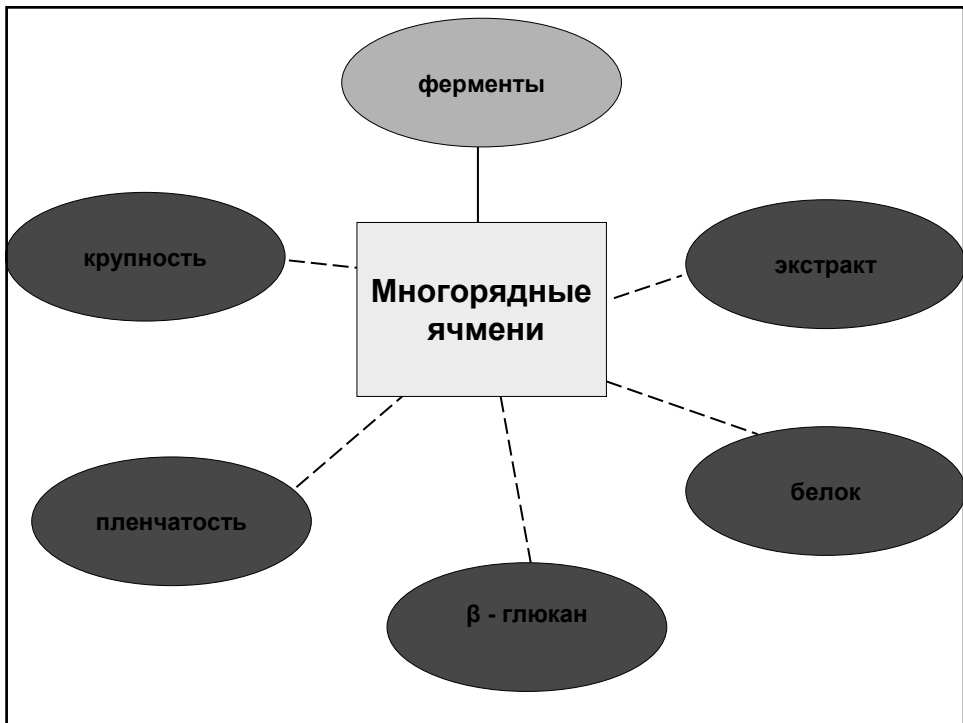 ферменты
крупность
экстракт
Многорядные
ячмени
белок
пленчатость
β - глюкан